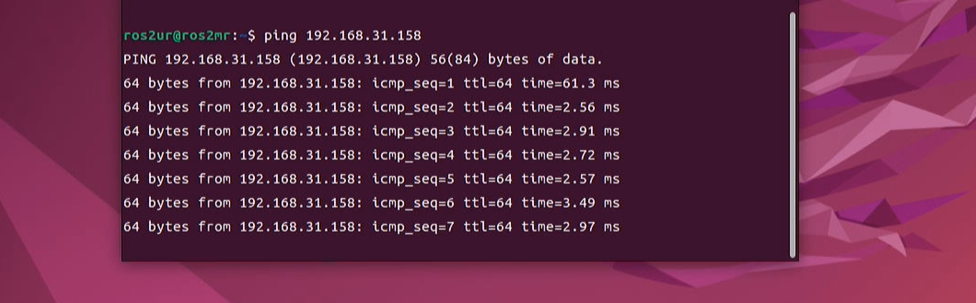 ros2ur@ros2mr:~$ ping 192.168.31.158
PING 192.168.31.158 (192.168.31.158) 56(84) bytes of data.
64 bytes from 192.168.31.158: icmp_seq=1 ttl=64 time=61.3 ms
64 bytes from 192.168.31.158: icmp_seq=2 ttl=64 time=2.56 ms
64 bytes from 192.168.31.158: icmp_seq=3 ttl=64 time=2.91 ms
64 bytes from 192.168.31.158: icmp_seq=4 ttl=64 time=2.72 ms
64 bytes from 192.168.31.158: icmp_seq=5 ttl=64 time=2.57 ms
64 bytes from 192.168.31.158: icmp_seq=6 ttl=64 time=3.49 ms
64 bytes from 192.168.31.158: icmp_seq=7 ttl=64 time=2.97 ms